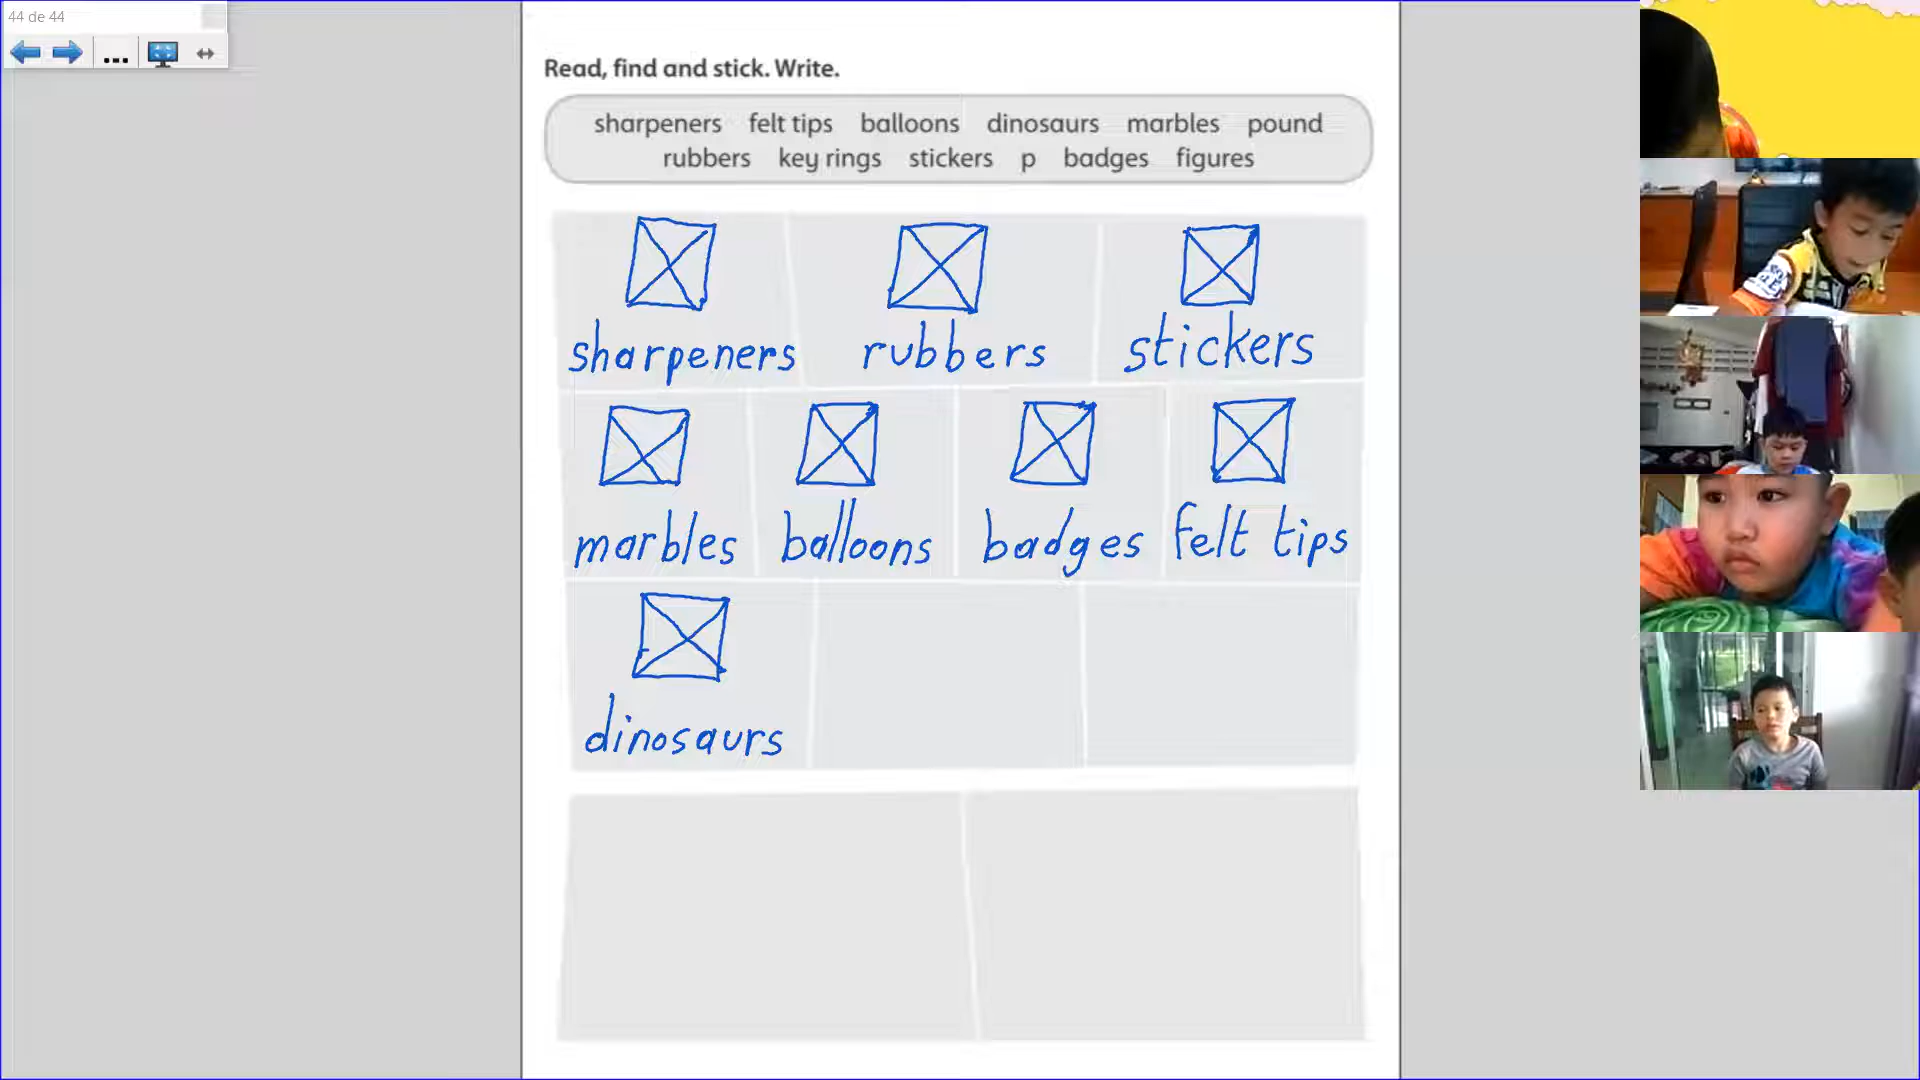 44 de 44
...
Read, find and stick. Write.
sharpeners felt tips balloons dinosaurs marbles pound
rubbers key rings stickers p badges figures
sharpeners rubbers stickers
marbles balloons badges felt tips
dinosaurs